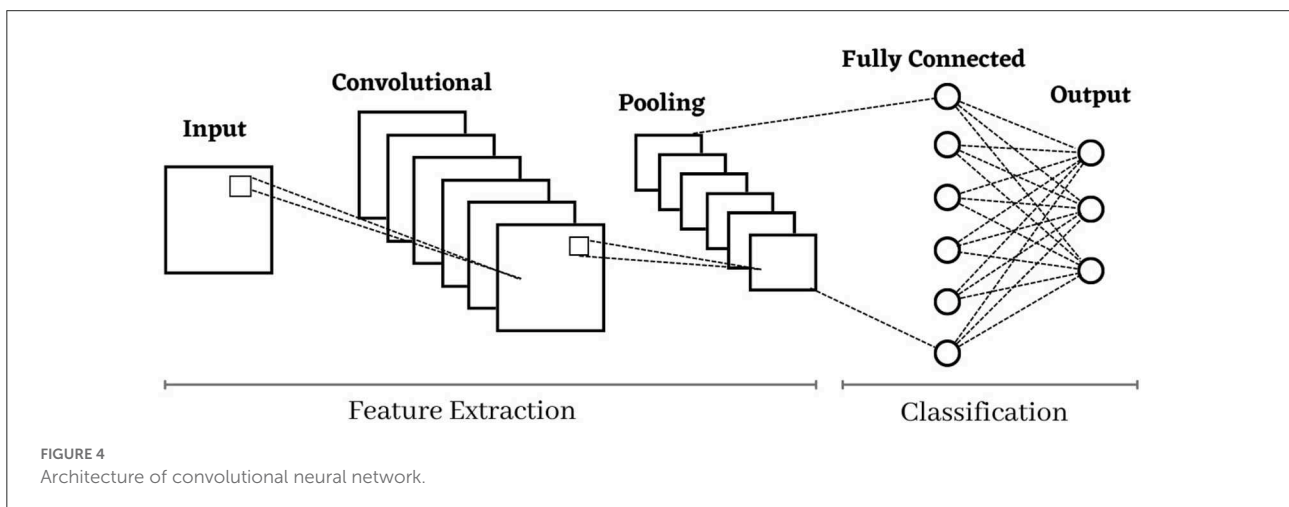 Input
Convolutional
Pooling
Fully Connected
Output
Feature Extraction
Classification
FIGURE 4
Architecture of convolutional neural network.